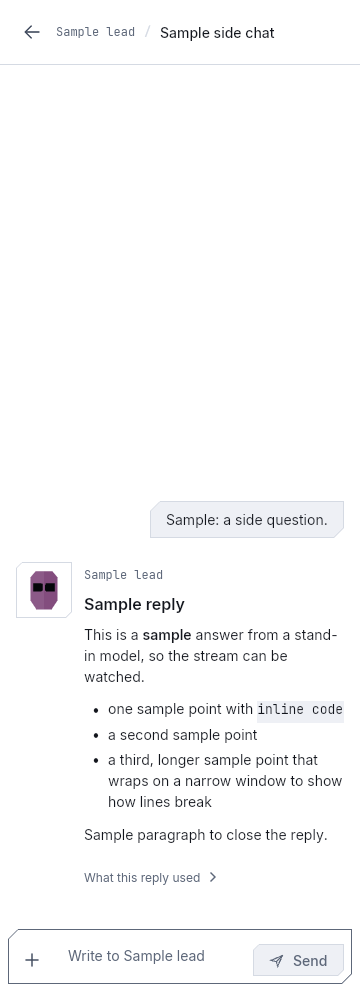 Sample lead / Sample side chat
Sample: a side question.
Sample lead
Sample reply
This is a sample answer from a stand-
in model, so the stream can be
watched.
• one sample point with inline code
• a second sample point
• a third, longer sample point that
wraps on a narrow window to show
how lines break
Sample paragraph to close the reply.
What this reply used
Write to Sample lead
Send